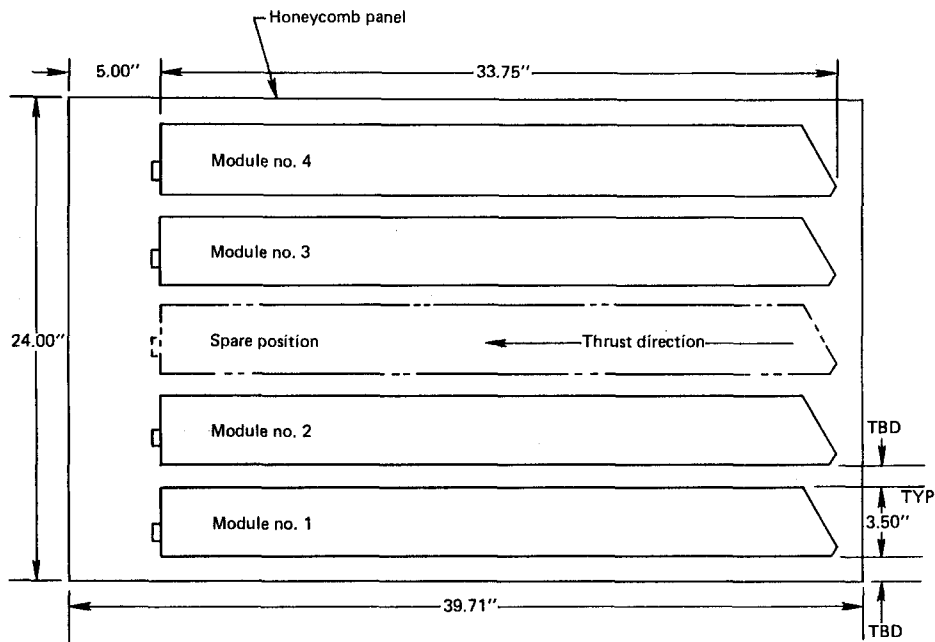 Honeycomb panel
5.00"
33.75"
Module no. 4
Module no. 3
24.00"
Spare position
Thrust direction
Module no. 2
TBD
TYP
Module no. 1
3.50"
39.71"
TBD